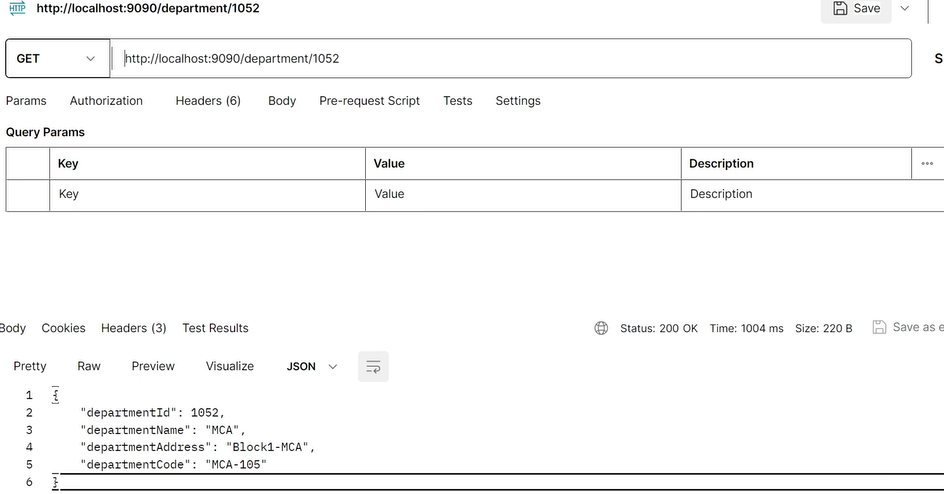 HTTP http://localhost:9090/department/1052 Save
GET http://localhost:9090/department/1052 S
Params Authorization Headers (6) Body Pre-request Script Tests Settings
Query Params
Key Value Description ...
Key Value Description
Body Cookies Headers (3) Test Results Status: 200 OK Time: 1004 ms Size: 220 B Save as e
Pretty Raw Preview Visualize JSON
1 {
2 "departmentId": 1052,
3 "departmentName": "MCA",
4 "departmentAddress": "Block1-MCA",
5 "departmentCode": "MCA-105"
6 }